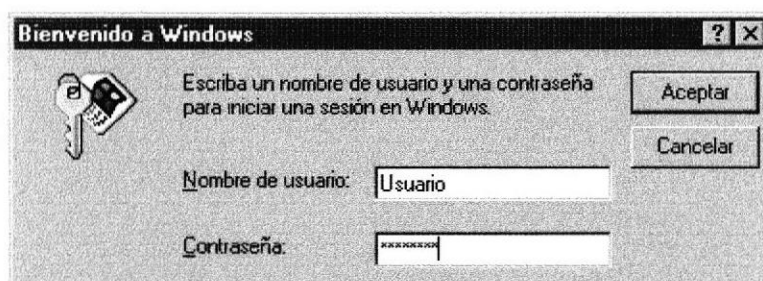 Bienvenido a Windows
Escriba un nombre de usuario y una contraseña
para iniciar una sesión en Windows.
Aceptar
Cancelar
Nombre de usuario: Usuario
Contraseña: ********